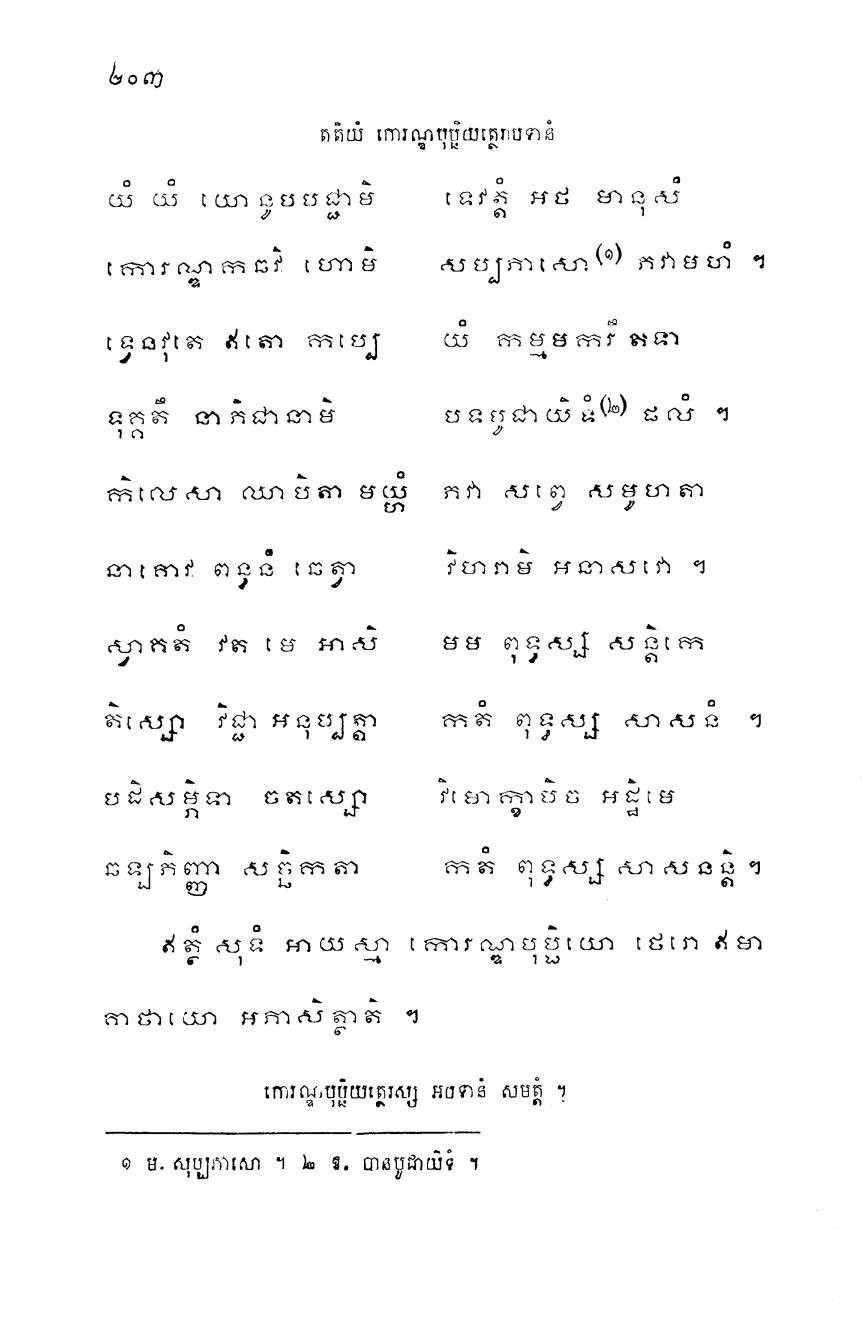 ២០៣
តតិយំ កោរណ្ឌបុប្ផិយត្ថេរាបទានំ
យំ យំ យោនូបបជ្ជាមិ ទេវត្តំ អថ មានុសំ
កោរណ្ឌកឆវិ ហោមិ សប្បភាសោ(១) ភវាមហំ ។
ទ្វេនវុតេ ឥតោ កប្បេ យំ កម្មមករឹ តទា
ទុគ្គតឹ នាភិជានាមិ បទបូជាយិទំ(២) ផលំ ។
កិលេសា ឈាបិតា មយ្ហំ ភវា សព្វេ សមូហតា
នាគោវ ពន្ធនំ ឆេត្វា វិហរាមិ អនាសវោ ។
ស្វាគតំ វត មេ អាសិ មម ពុទ្ធស្ស សន្តិកេ
តិស្សោ វិជ្ជា អនុប្បត្តា កតំ ពុទ្ធស្ស សាសនំ ។
បដិសម្ភិទា ចតស្សោ វិមោក្ខាបិច អដ្ឋិមេ
ឆឡភិញ្ញា សច្ឆិកតា កតំ ពុទ្ធស្ស សាសនន្តិ ។
ឥត្ថំ សុទំ អាយស្មា កោរណ្ឌបុប្ផិយោ ថេរោ ឥមា
គាថាយោ អភាសិត្ថាតិ ។
កោរណ្ឌបុប្ផិយត្ថេរស្ស អបទានំ សមត្តំ ។
១ ម. សុប្បភាសោ ។ ២ ឱ. បានបូជាយិទំ ។